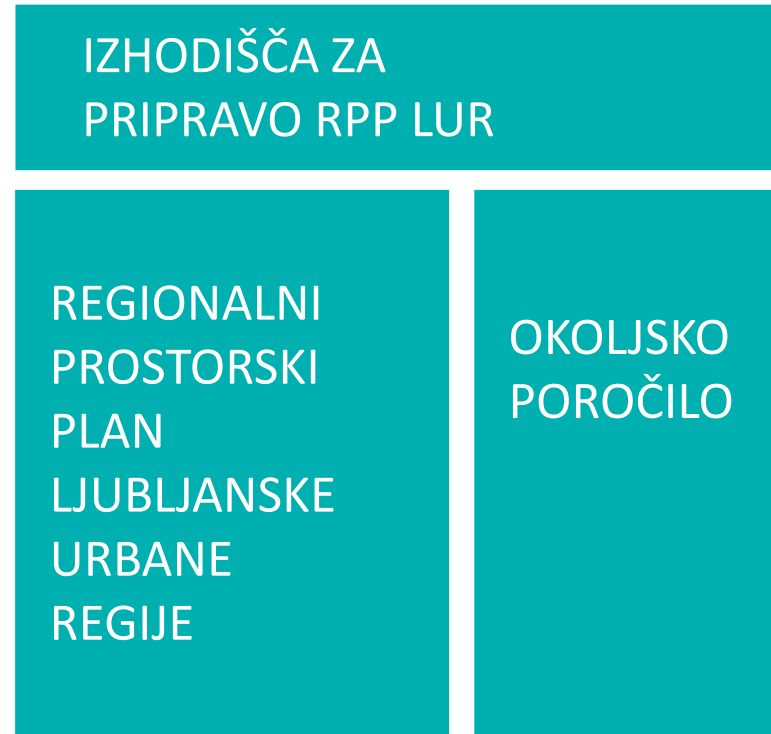 IZHODIŠČA ZA
PRIPRAVO RPP LUR
REGIONALNI
PROSTORSKI
PLAN
LJUBLJANSKE
URBANE
REGIJE
OKOLJSKO
POROČILO